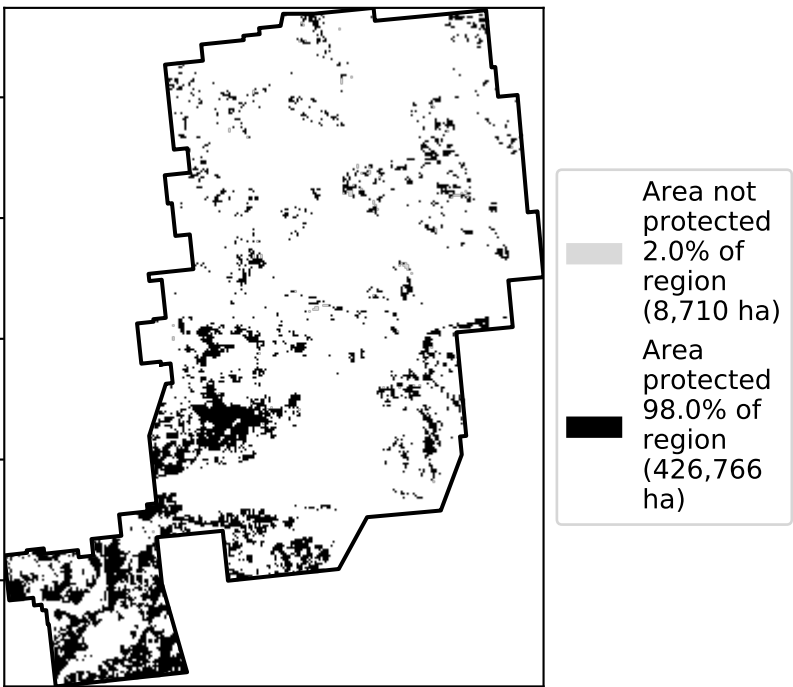 Area not
protected
2.0% of
region
(8,710 ha)
Area
protected
98.0% of
region
(426,766
ha)